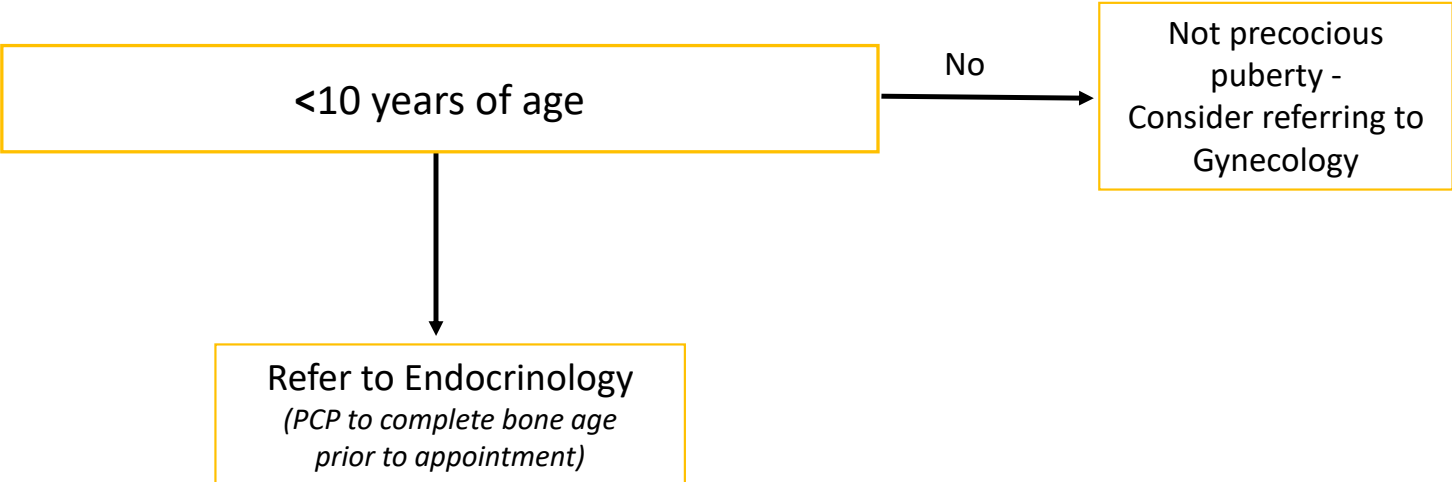 <10 years of age
No
Not precocious
puberty -
Consider referring to
Gynecology
Refer to Endocrinology
(PCP to complete bone age
prior to appointment)